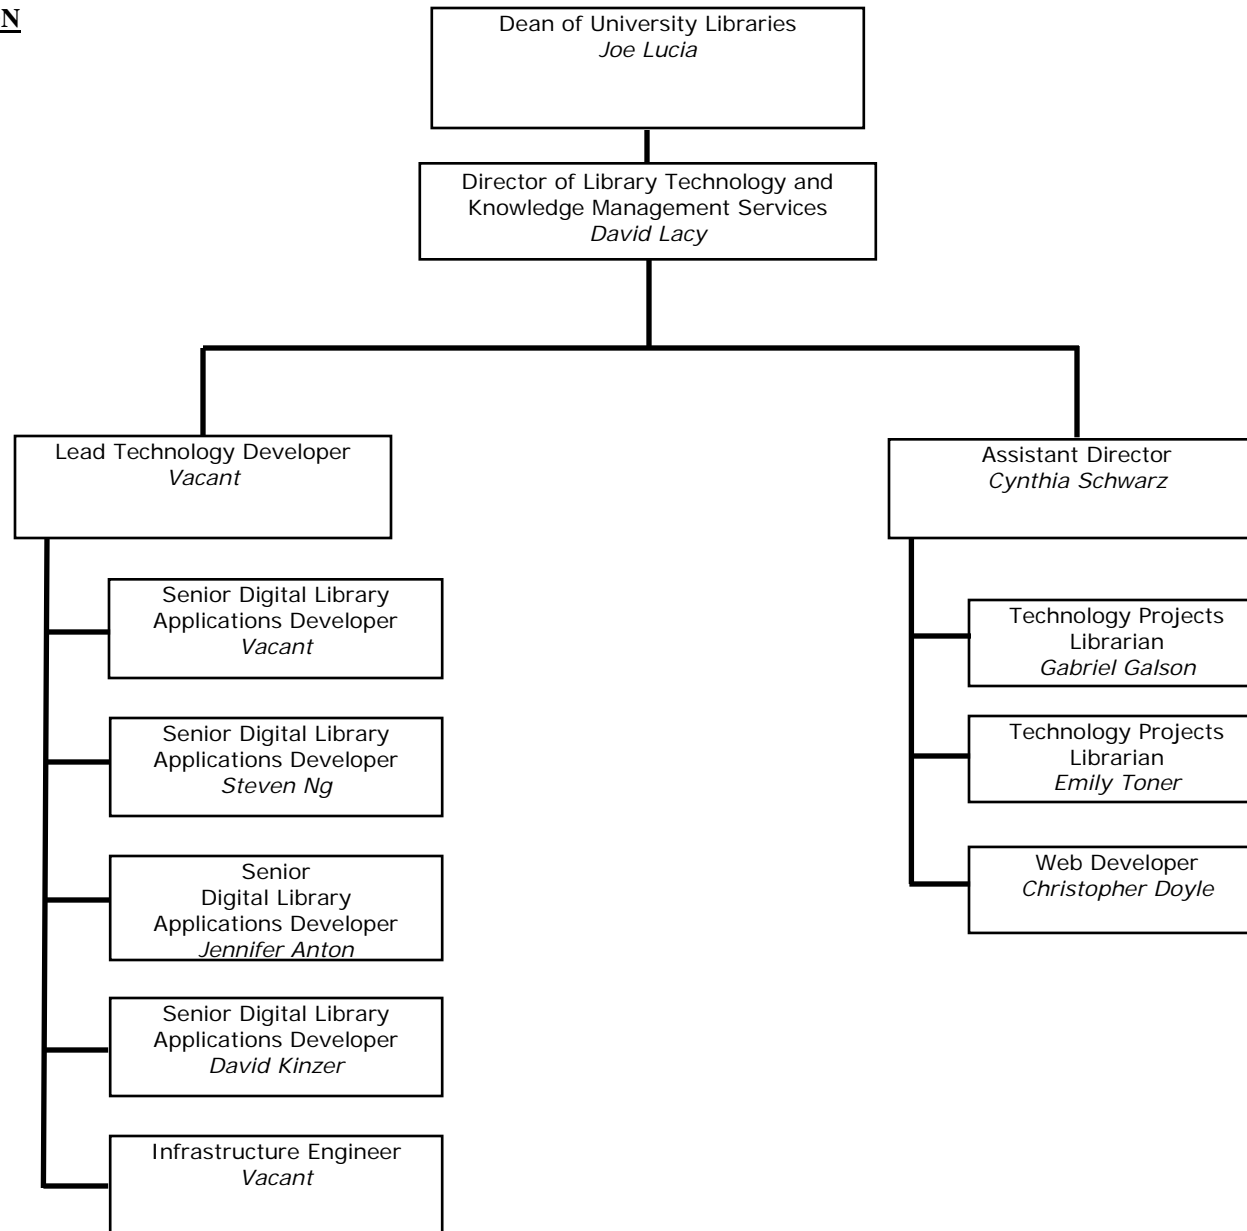 N
Dean of University Libraries
Joe Lucia
Director of Library Technology and
Knowledge Management Services
David Lacy
Lead Technology Developer
Vacant
Senior Digital Library
Applications Developer
Vacant
Senior Digital Library
Applications Developer
Steven Ng
Senior
Digital Library
Applications Developer
Jennifer Anton
Senior Digital Library
Applications Developer
David Kinzer
Infrastructure Engineer
Vacant
Assistant Director
Cynthia Schwarz
Technology Projects
Librarian
Gabriel Galson
Technology Projects
Librarian
Emily Toner
Web Developer
Christopher Doyle